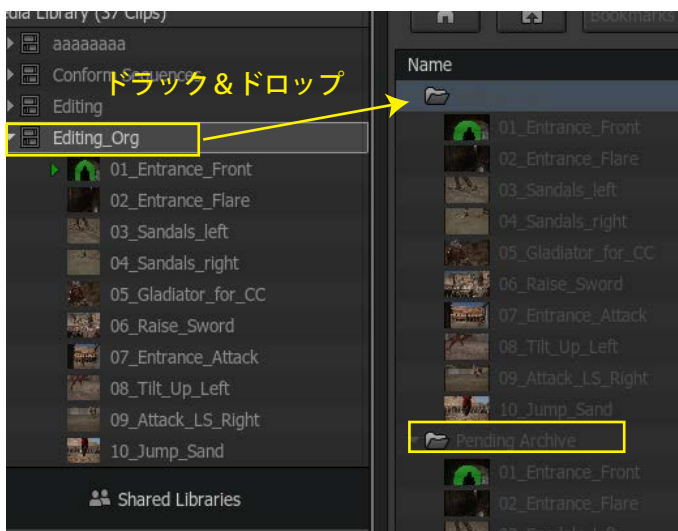 Media Library (37 Clips)
aaaaaaaa
Conform Sequences
Editing
Editing_Org
01_Entrance_Front
02_Entrance_Flare
03_Sandals_left
04_Sandals_right
05_Gladiator_for_CC
06_Raise_Sword
07_Entrance_Attack
08_Tilt_Up_Left
09_Attack_LS_Right
10_Jump_Sand
Shared Libraries
ドラック＆ドロップ
Bookmarks
Name
01_Entrance_Front
02_Entrance_Flare
03_Sandals_left
04_Sandals_right
05_Gladiator_for_CC
06_Raise_Sword
07_Entrance_Attack
08_Tilt_Up_Left
09_Attack_LS_Right
10_Jump_Sand
Pending Archive
01_Entrance_Front
02_Entrance_Flare